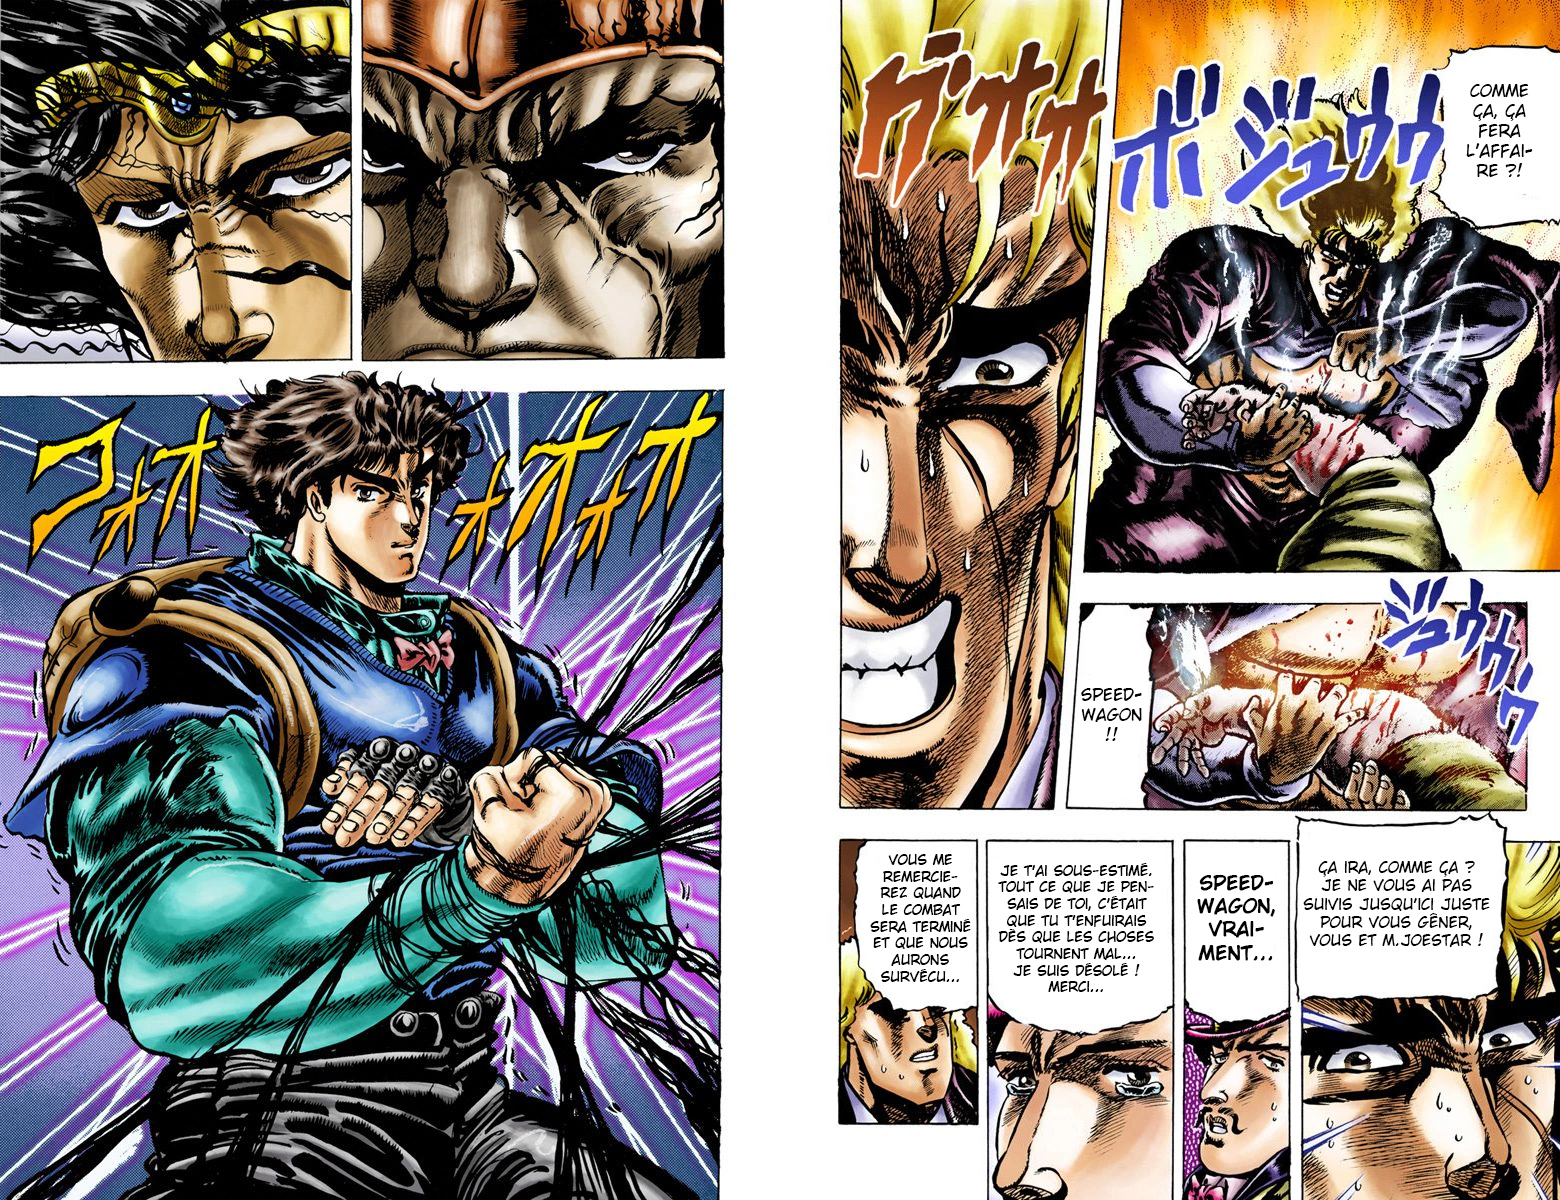 COMME
ÇA, ÇA
FERA
L'AFFAI-
RE ?!
ボジュウウ
グオオオ
ジュウウウウ
SPEED-
WAGON
!!
ÇA IRA, COMME ÇA ?
JE NE VOUS AI PAS
SUIVIS JUSQU'ICI JUSTE
POUR VOUS GÊNER,
VOUS ET M.JOESTAR !
SPEED-
WAGON,
VRAI-
MENT...
JE T'AI SOUS-ESTIMÉ.
TOUT CE QUE JE PEN-
SAIS DE TOI, C'ÉTAIT
QUE TU T'ENFUIRAIS
DÈS QUE LES CHOSES
TOURNENT MAL...
JE SUIS DÉSOLÉ !
MERCI...
VOUS ME
REMERCIE-
REZ QUAND
LE COMBAT
SERA TERMINÉ
ET QUE NOUS
AURONS
SURVÉCU...
コォオォオォオ